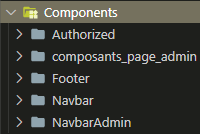 Components
Authorized
composants_page_admin
Footer
Navbar
NavbarAdmin